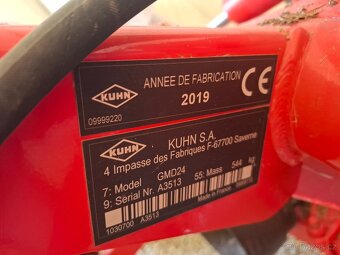 KUHN
ANNEE DE FABRICATION
CE
2019
09999220
KUHN
KUHN S.A.
4 Impasse des Fabriques F-67700 Saverne
7: Model GMD24
9: Serial Nr. A3513 55: Mass 544 kg
Made in France
1030700 A3513